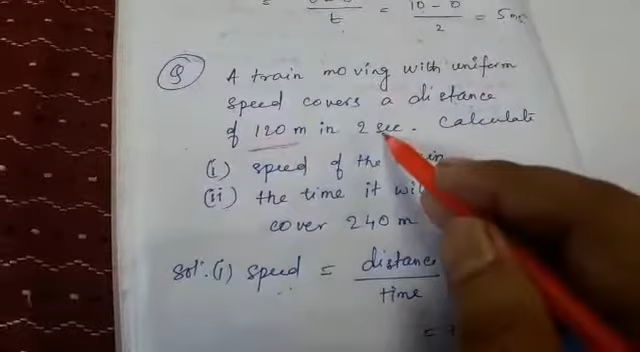 = / t = 10 - 0 / 2 = 5 m/s
Q A train moving with uniform
speed covers a distance
of 120 m in 2 sec. Calculate
(i) speed of the
(ii) the time it
cover 240 m
Sol:. (i) speed = distance / time
=